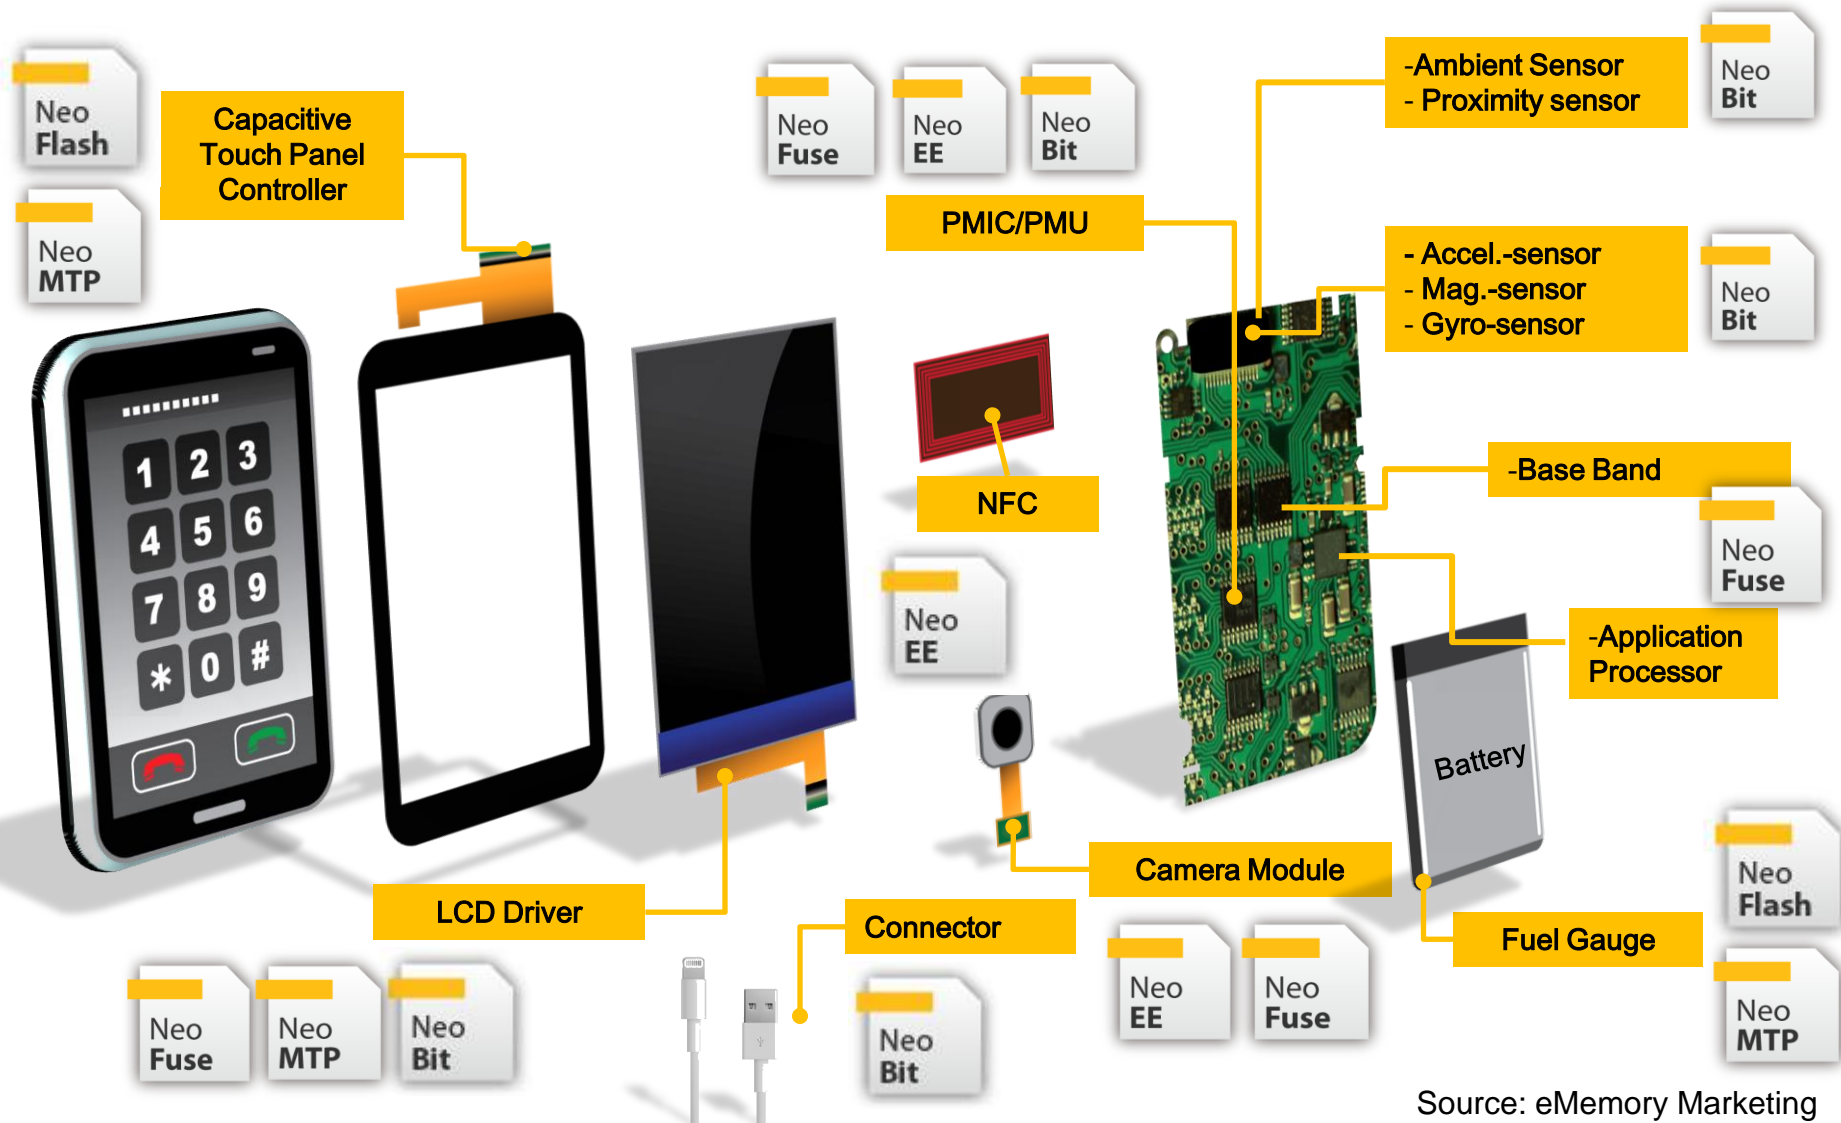 Neo
Flash
Neo
MTP
Capacitive
Touch Panel
Controller
Neo
Fuse
Neo
EE
Neo
Bit
PMIC/PMU
-Ambient Sensor
- Proximity sensor
Neo
Bit
- Accel.-sensor
- Mag.-sensor
- Gyro-sensor
Neo
Bit
1 2 3
4 5 6
7 8 9
* 0 #
NFC
Neo
EE
-Base Band
Neo
Fuse
-Application
Processor
Battery
Camera Module
Neo
EE
Neo
Fuse
LCD Driver
Neo
Fuse
Neo
MTP
Neo
Bit
Connector
Neo
Bit
Fuel Gauge
Neo
Flash
Neo
MTP
Source: eMemory Marketing